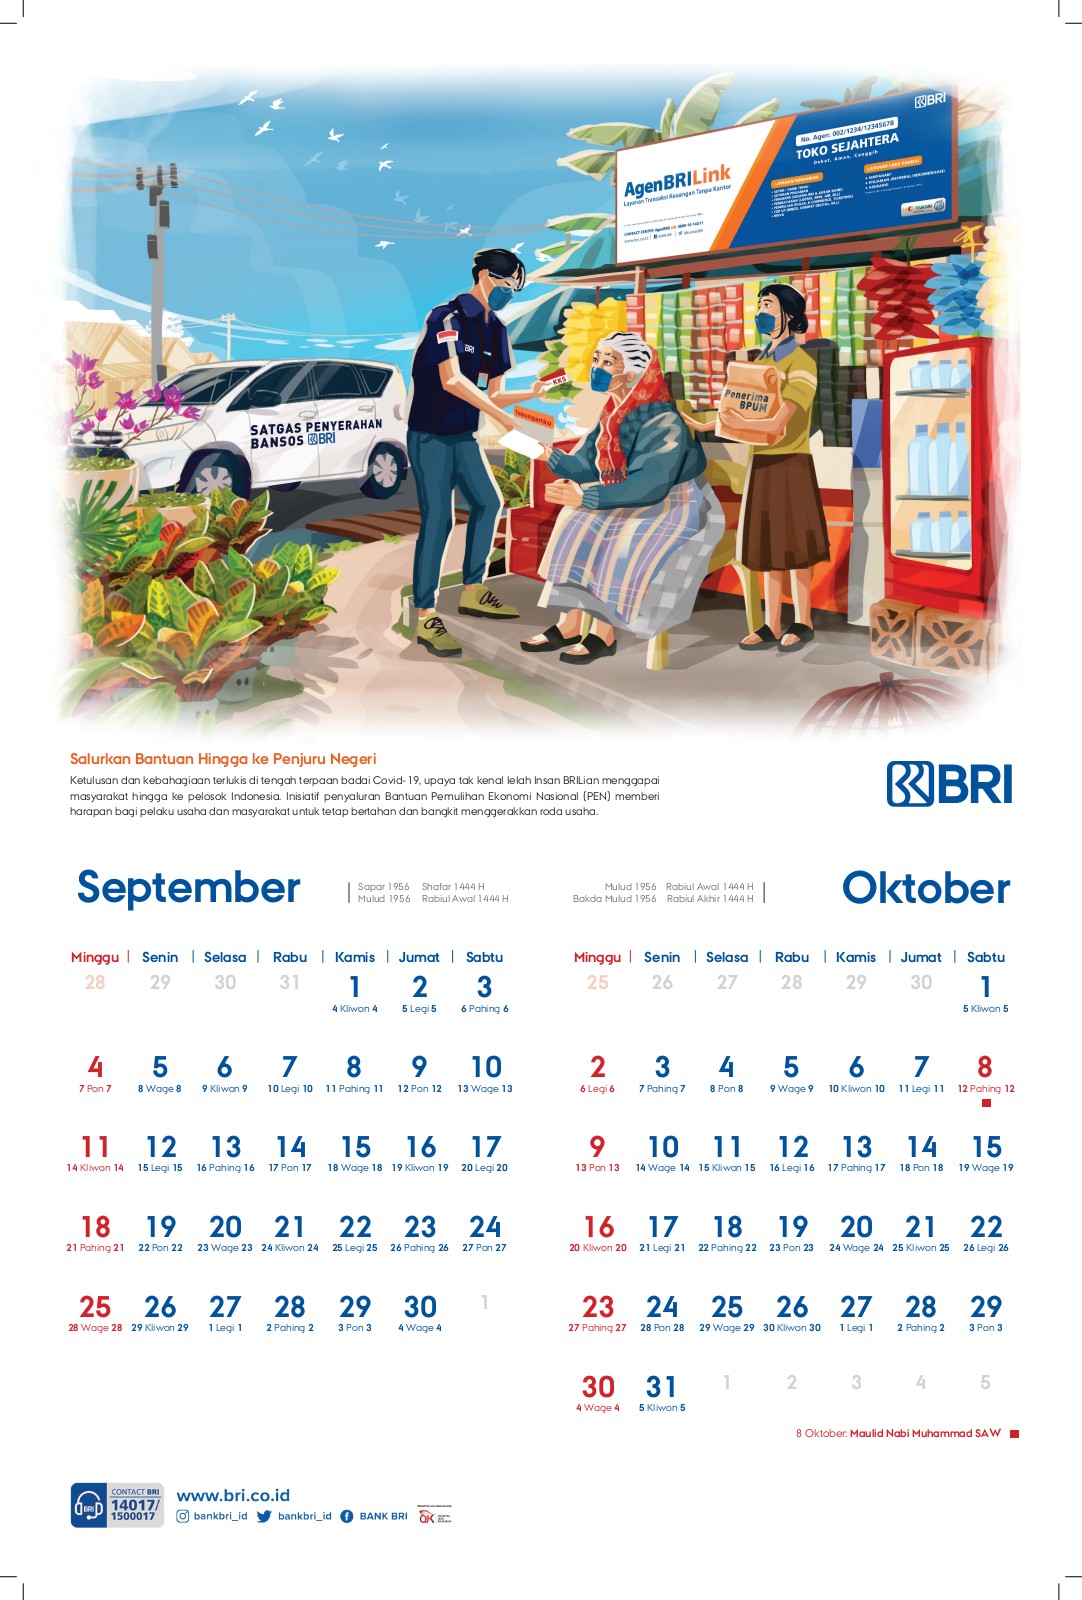 BRI
No. Agen: 002/1234/12345678
TOKO SEJAHTERA
Dekat, Aman, Canggih
AgenBRILink
Layanan Transaksi Keuangan Tanpa Kantor
BRI
KKS
Tabunganku
Penerima
BPUM
SATGAS PENYERAHAN
BANSOS BRI
Salurkan Bantuan Hingga ke Penjuru Negeri
Ketulusan dan kebahagiaan terlukis di tengah terpaan badai Covid-19, upaya tak kenal lelah Insan BRILian menggapai
masyarakat hingga ke pelosok Indonesia. Inisiatif penyaluran Bantuan Pemulihan Ekonomi Nasional (PEN) memberi
harapan bagi pelaku usaha dan masyarakat untuk tetap bertahan dan bangkit menggerakkan roda usaha.
BRI
September
Sapar 1956 Shafar 1444 H
Mulud 1956 Rabiul Awal 1444 H
Minggu | Senin | Selasa | Rabu | Kamis | Jumat | Sabtu
28 29 30 31 1 2 3
4 Kliwon 4 5 Legi 5 6 Pahing 6
4 5 6 7 8 9 10
7 Pon 7 8 Wage 8 9 Kliwon 9 10 Legi 10 11 Pahing 11 12 Pon 12 13 Wage 13
11 12 13 14 15 16 17
14 Kliwon 14 15 Legi 15 16 Pahing 16 17 Pon 17 18 Wage 18 19 Kliwon 19 20 Legi 20
18 19 20 21 22 23 24
21 Pahing 21 22 Pon 22 23 Wage 23 24 Kliwon 24 25 Legi 25 26 Pahing 26 27 Pon 27
25 26 27 28 29 30 1
28 Wage 28 29 Kliwon 29 1 Legi 1 2 Pahing 2 3 Pon 3 4 Wage 4
Mulud 1956 Rabiul Awal 1444 H
Bakda Mulud 1956 Rabiul Akhir 1444 H
Oktober
Minggu | Senin | Selasa | Rabu | Kamis | Jumat | Sabtu
25 26 27 28 29 30 1
5 Kliwon 5
2 3 4 5 6 7 8
6 Legi 6 7 Pahing 7 8 Pon 8 9 Wage 9 10 Kliwon 10 11 Legi 11 12 Pahing 12
9 10 11 12 13 14 15
13 Pon 13 14 Wage 14 15 Kliwon 15 16 Legi 16 17 Pahing 17 18 Pon 18 19 Wage 19
16 17 18 19 20 21 22
20 Kliwon 20 21 Legi 21 22 Pahing 22 23 Pon 23 24 Wage 24 25 Kliwon 25 26 Legi 26
23 24 25 26 27 28 29
27 Pahing 27 28 Pon 28 29 Wage 29 30 Kliwon 30 1 Legi 1 2 Pahing 2 3 Pon 3
30 31 1 2 3 4 5
4 Wage 4 5 Kliwon 5
8 Oktober: Maulid Nabi Muhammad SAW
BRI
CONTACT BRI
14017/
1500017
www.bri.co.id
bankbri_id bankbri_id BANK BRI